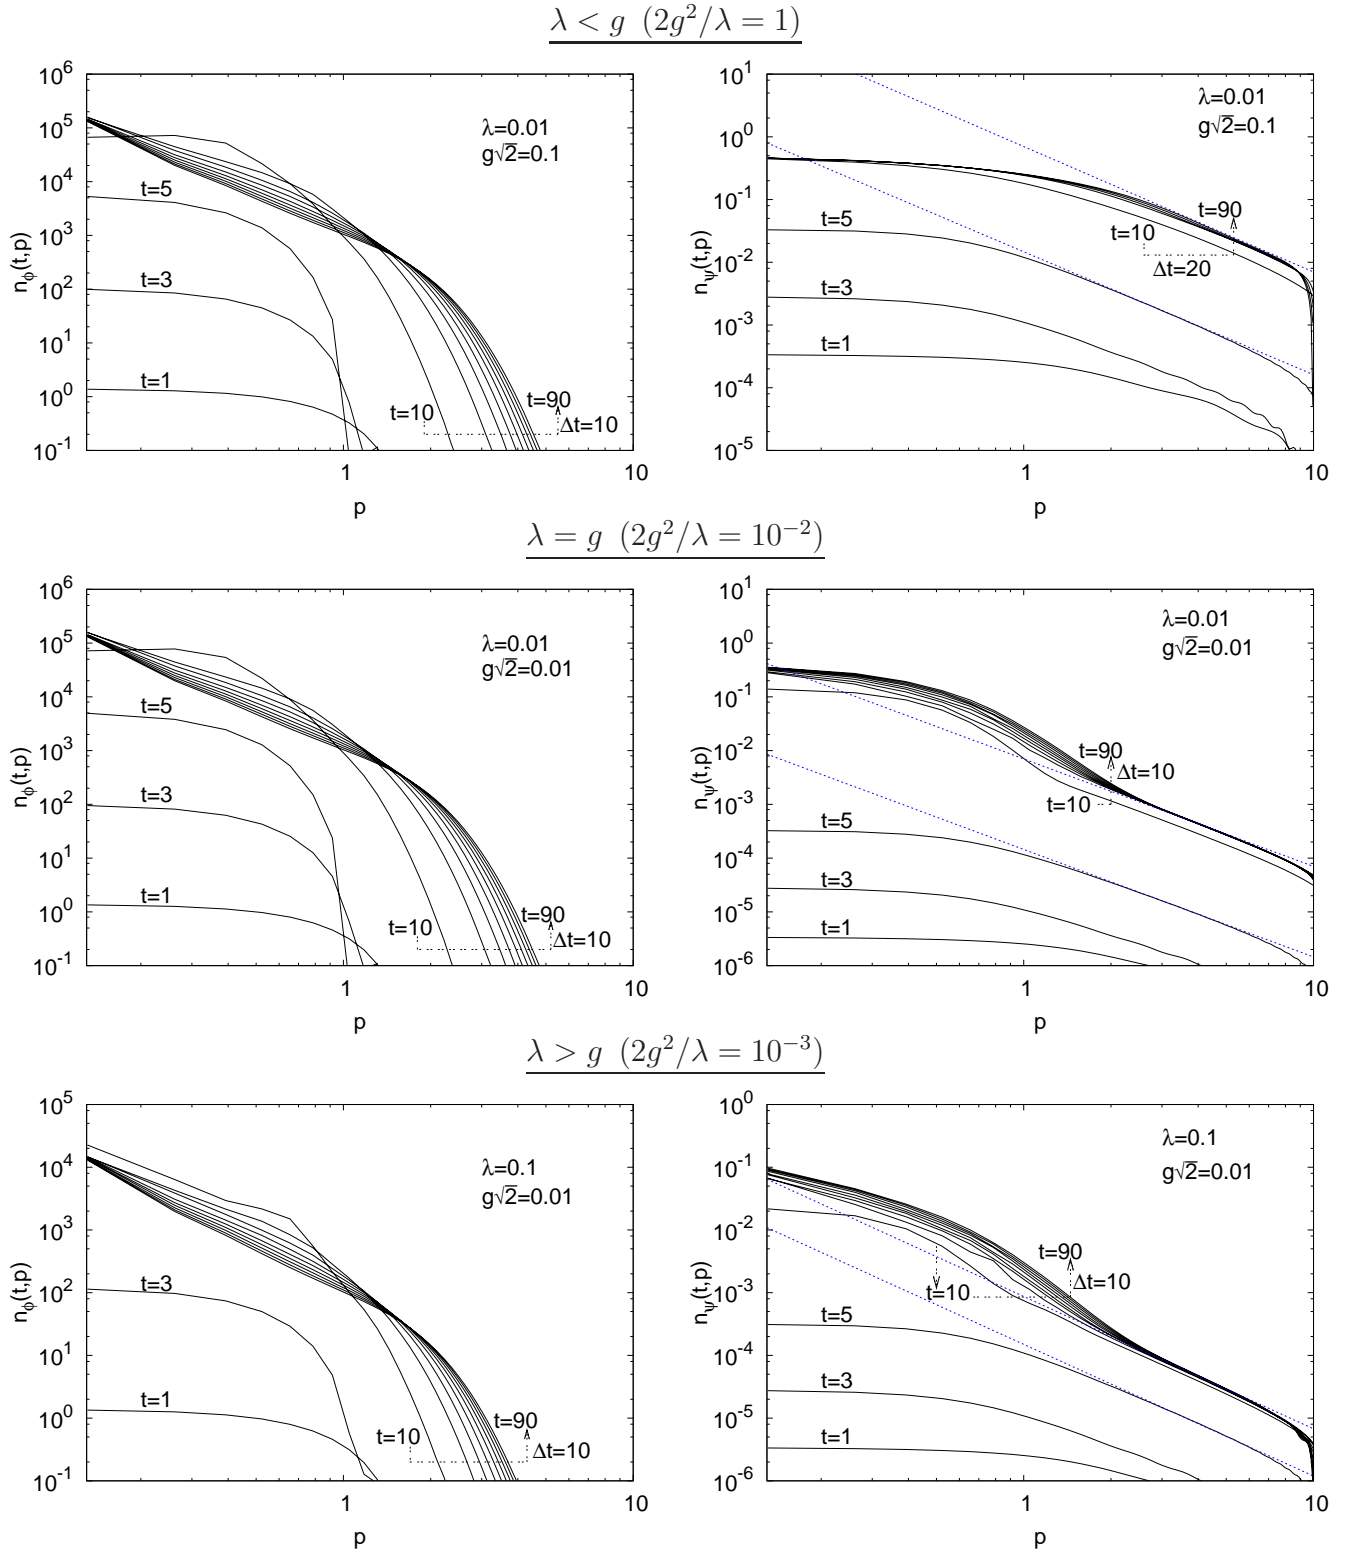 λ < g (2g²/λ = 1)
10⁶
10⁵
10⁴
10³
10²
10¹
10⁰
10⁻¹
nϕ(t,p)
λ=0.01
g√2=0.1
t=5
t=3
t=1
t=10
t=90
Δt=10
1
10
p
10¹
10⁰
10⁻¹
10⁻²
10⁻³
10⁻⁴
10⁻⁵
nψ(t,p)
λ=0.01
g√2=0.1
t=90
t=10
Δt=20
t=5
t=3
t=1
1
10
p
λ = g (2g²/λ = 10⁻²)
10⁶
10⁵
10⁴
10³
10²
10¹
10⁰
10⁻¹
nϕ(t,p)
λ=0.01
g√2=0.01
t=5
t=3
t=1
t=10
t=90
Δt=10
1
10
p
10¹
10⁰
10⁻¹
10⁻²
10⁻³
10⁻⁴
10⁻⁵
10⁻⁶
nψ(t,p)
λ=0.01
g√2=0.01
t=90
Δt=10
t=10
t=5
t=3
t=1
1
10
p
λ > g (2g²/λ = 10⁻³)
10⁵
10⁴
10³
10²
10¹
10⁰
10⁻¹
nϕ(t,p)
λ=0.1
g√2=0.01
t=3
t=1
t=10
t=90
Δt=10
1
10
p
10⁰
10⁻¹
10⁻²
10⁻³
10⁻⁴
10⁻⁵
10⁻⁶
nψ(t,p)
λ=0.1
g√2=0.01
t=90
Δt=10
t=10
t=5
t=3
t=1
1
10
p